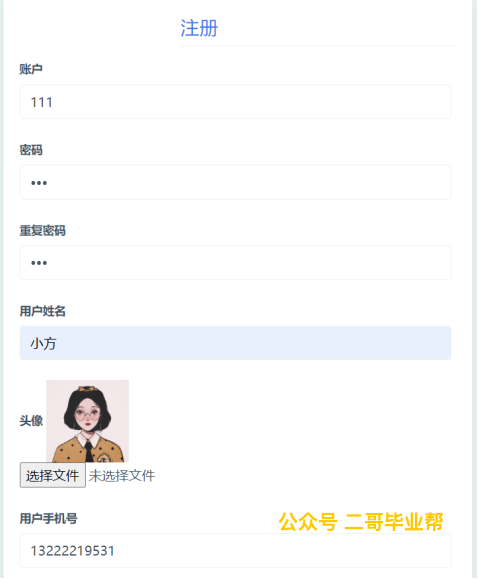 注册
账户
111
密码
•••
重复密码
•••
用户姓名
小方
头像
选择文件 未选择文件
用户手机号
公众号 二哥毕业帮
13222219531